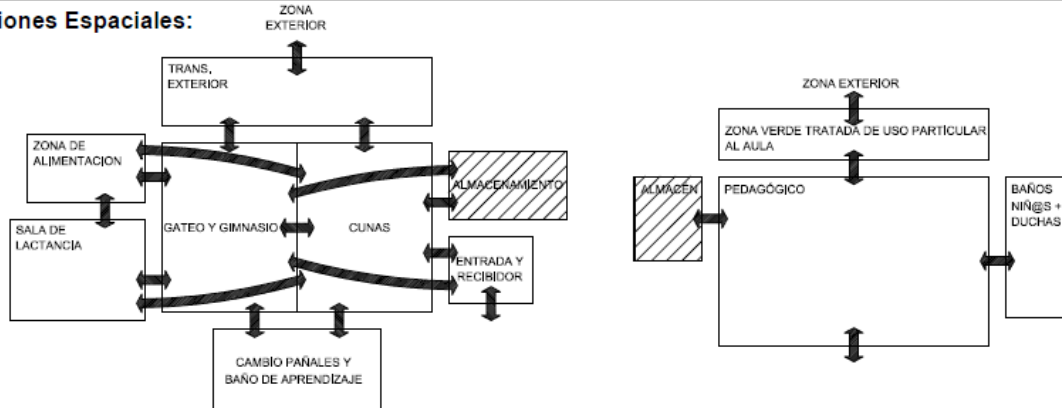 iones Espaciales:
ZONA
EXTERIOR
TRANS.
EXTERIOR
ZONA DE
ALIMENTACION
ALMACENAMIENTO
SALA DE
LACTANCIA
GATEO Y GIMNASIO
CUNAS
ENTRADA Y
RECIBIDOR
CAMBIO PAÑALES Y
BAÑO DE APRENDIZAJE
ZONA EXTERIOR
ZONA VERDE TRATADA DE USO PARTICULAR
AL AULA
ALMACÉN
PEDAGÓGICO
BAÑOS
NIÑ@S +
DUCHAS